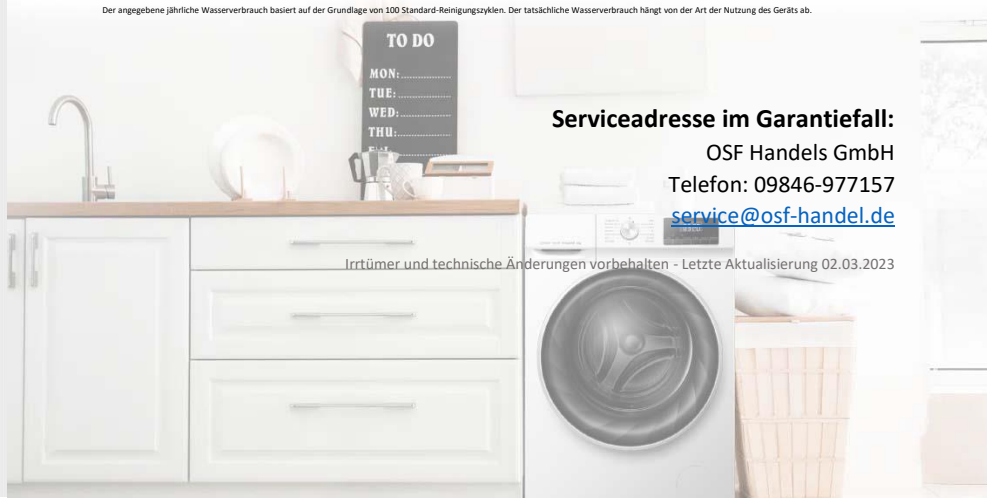 Der angegebene jährliche Wasserverbrauch basiert auf der Grundlage von 100 Standard-Reinigungszyklen. Der tatsächliche Wasserverbrauch hängt von der Art der Nutzung des Geräts ab.
TO DO
MON:
TUE:
WED:
THU:
Serviceadresse im Garantiefall:
OSF Handels GmbH
Telefon: 09846-977157
service@osf-handel.de
Irrtümer und technische Änderungen vorbehalten - Letzte Aktualisierung 02.03.2023